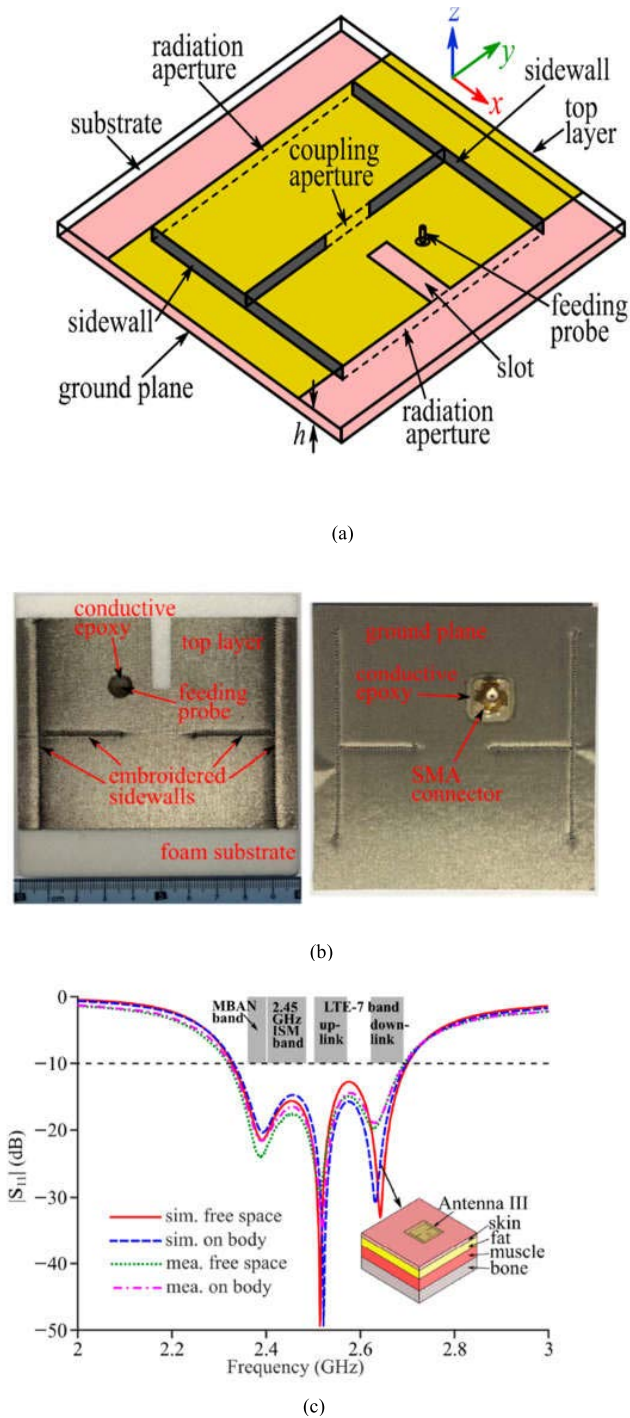 radiation
aperture
z
y
x
sidewall
substrate
top
layer
coupling
aperture
sidewall
feeding
probe
ground plane
slot
radiation
aperture
h
(a)
conductive
epoxy
top layer
feeding
probe
embroidered
sidewalls
foam substrate
ground plane
conductive
epoxy
SMA
connector
(b)
MBAN
band
2.45
GHz
ISM
band
LTE-7 band
up-
link
down-
link
0
−10
−20
−30
−40
−50
|S11| (dB)
sim. free space
sim. on body
mea. free space
mea. on body
Antenna III
skin
fat
muscle
bone
2
2.2
2.4
2.6
2.8
3
Frequency (GHz)
(c)